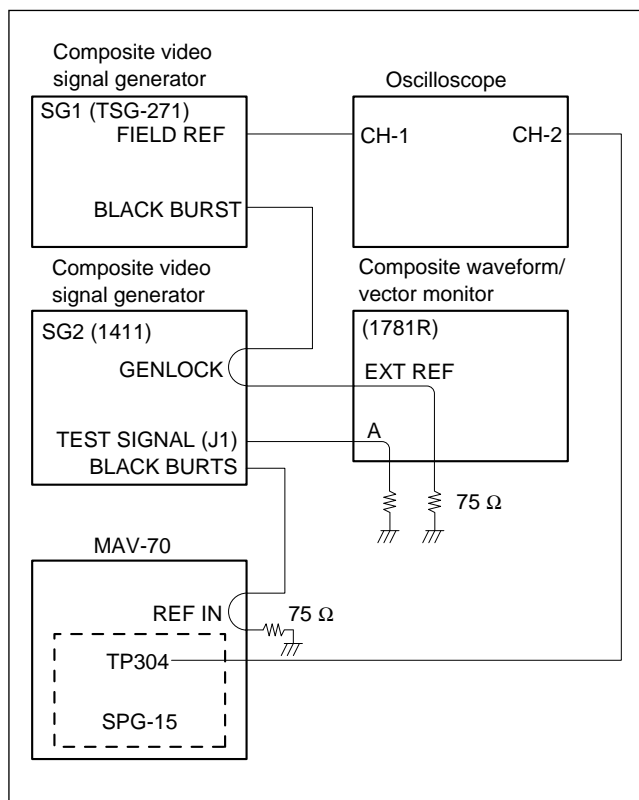 Composite video
signal generator
SG1 (TSG-271)
FIELD REF
BLACK BURST
Oscilloscope
CH-1
CH-2
Composite video
signal generator
SG2 (1411)
GENLOCK
TEST SIGNAL (J1)
BLACK BURTS
Composite waveform/
vector monitor
(1781R)
EXT REF
A
75 Ω
MAV-70
REF IN
75 Ω
TP304
SPG-15